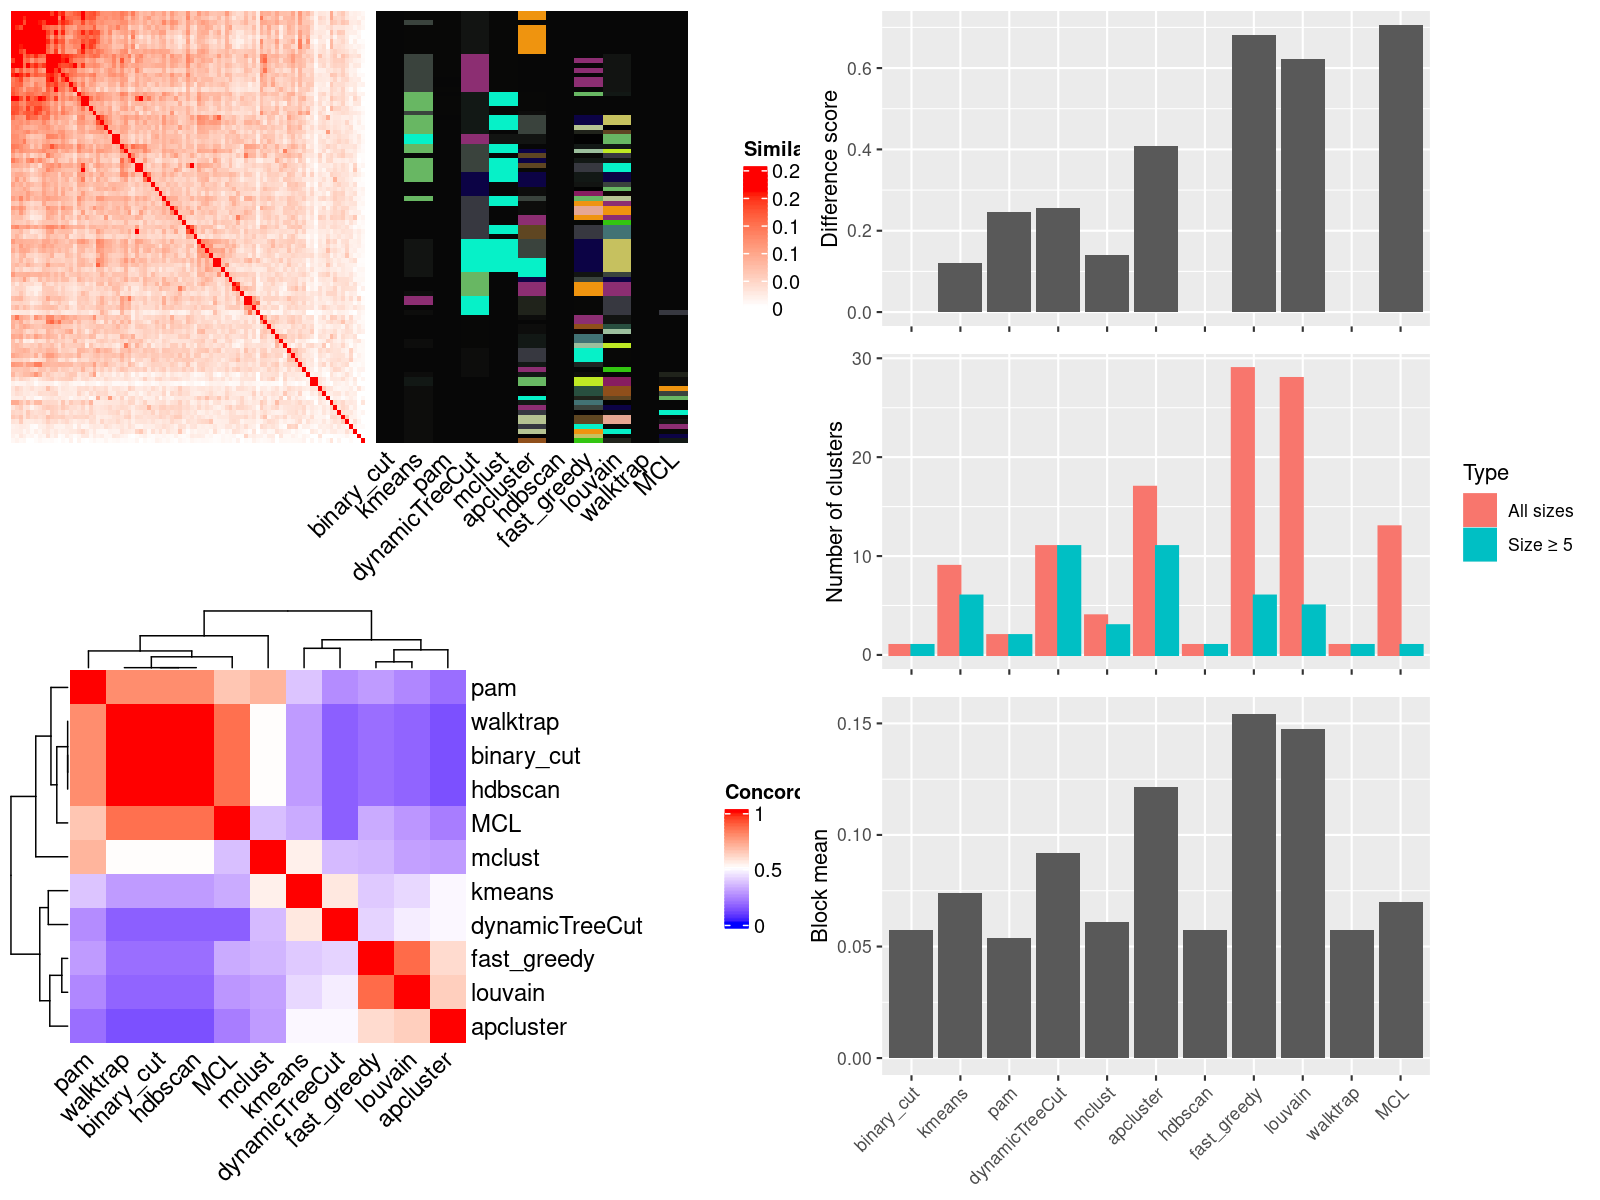 Simila
0.2
0.2
0.1
0.1
0.0
0
binary_cut
kmeans
pam
dynamicTreeCut
mclust
apcluster
hdbscan
fast_greedy
louvain
walktrap
MCL
Difference score
0.6
0.4
0.2
0.0
Number of clusters
30
20
10
0
Type
All sizes
Size ≥ 5
Block mean
0.15
0.10
0.05
0.00
binary_cut
kmeans
pam
dynamicTreeCut
mclust
apcluster
hdbscan
fast_greedy
louvain
walktrap
MCL
pam
walktrap
binary_cut
hdbscan
MCL
mclust
kmeans
dynamicTreeCut
fast_greedy
louvain
apcluster
Concord
1
0.5
0
pam
walktrap
binary_cut
hdbscan
MCL
mclust
kmeans
dynamicTreeCut
fast_greedy
louvain
apcluster